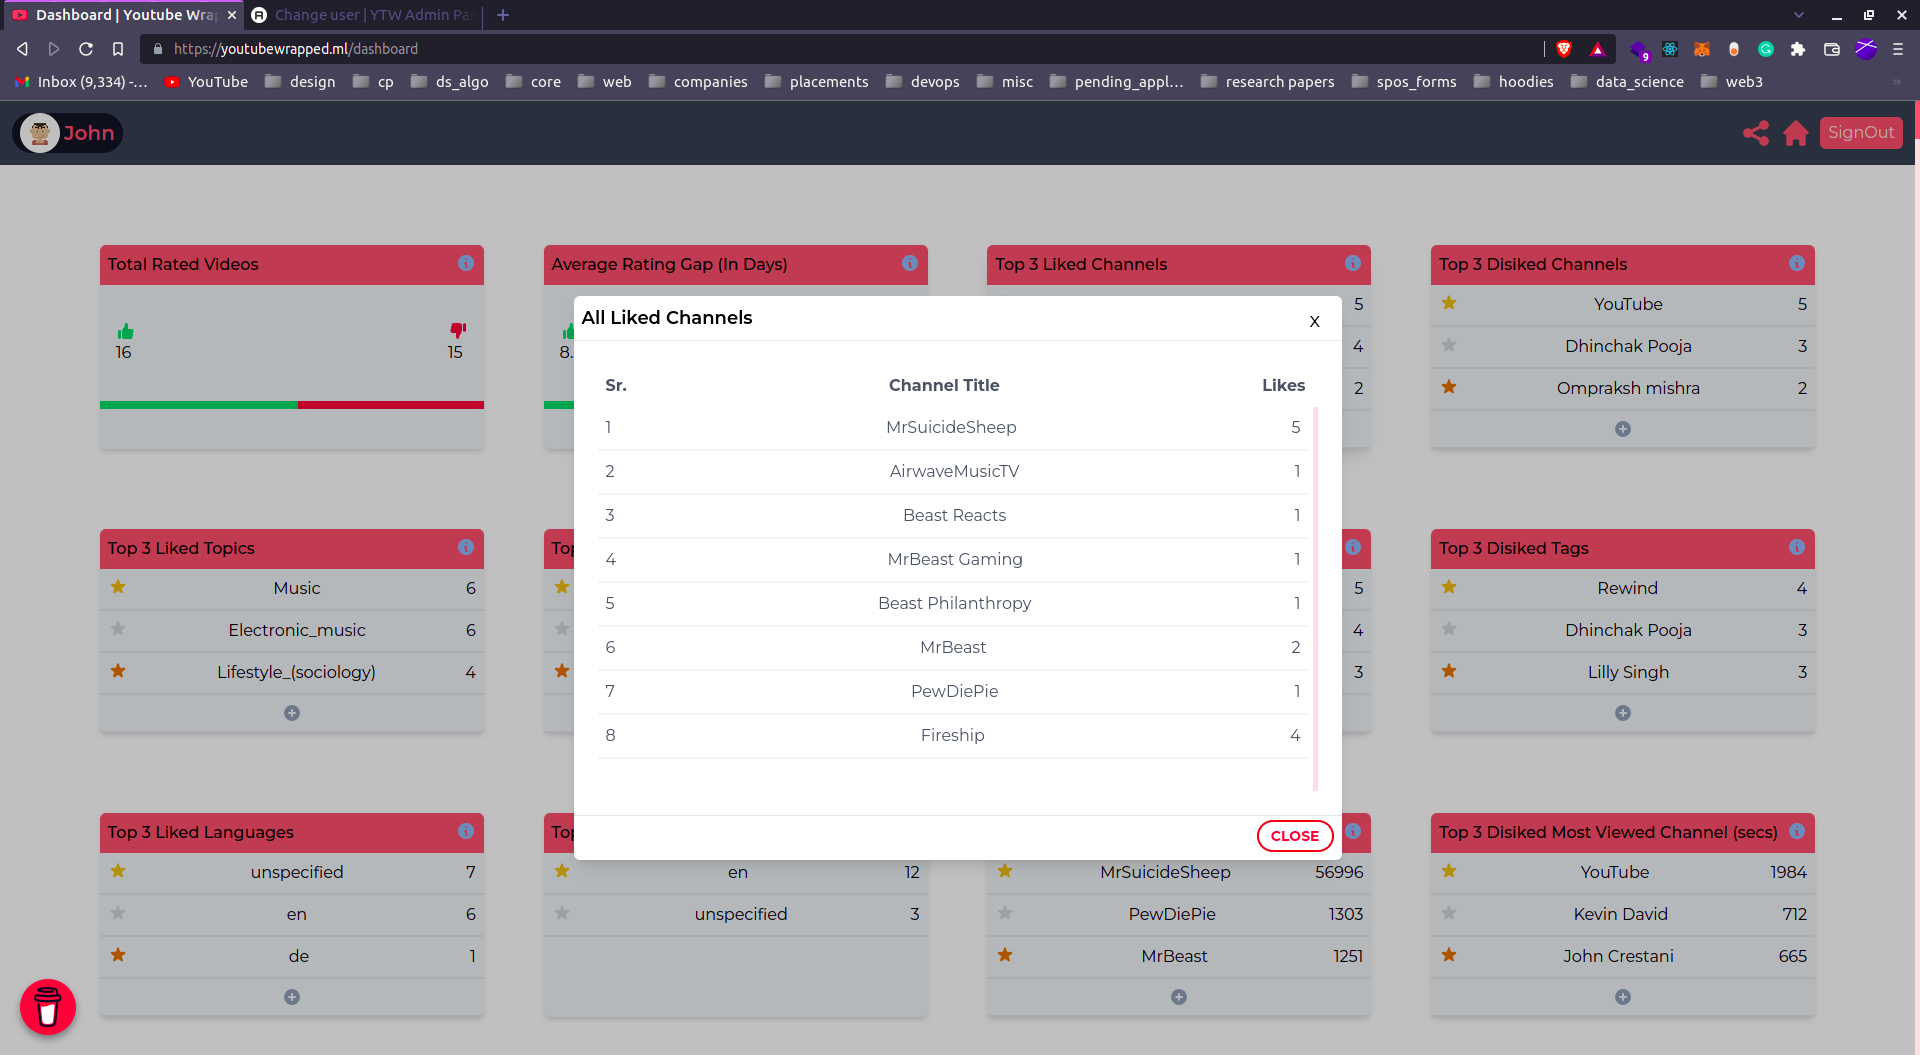 Dashboard | Youtube Wrap
Change user | YTW Admin Par
https://youtubewrapped.ml/dashboard
9
Inbox (9,334) -...
YouTube
design
cp
ds_algo
core
web
companies
placements
devops
misc
pending_appl...
research papers
spos_forms
hoodies
data_science
web3
John
SignOut
Total Rated Videos
16
15
Average Rating Gap (In Days)
8.
Top 3 Liked Channels
5
4
2
Top 3 Disiked Channels
YouTube 5
Dhinchak Pooja 3
Ompraksh mishra 2
All Liked Channels
X
Sr. Channel Title Likes
1 MrSuicideSheep 5
2 AirwaveMusicTV 1
3 Beast Reacts 1
4 MrBeast Gaming 1
5 Beast Philanthropy 1
6 MrBeast 2
7 PewDiePie 1
8 Fireship 4
CLOSE
Top 3 Liked Topics
Music 6
Electronic_music 6
Lifestyle_(sociology) 4
5
4
3
Top 3 Disiked Tags
Rewind 4
Dhinchak Pooja 3
Lilly Singh 3
Top 3 Liked Languages
unspecified 7
en 6
de 1
en 12
unspecified 3
MrSuicideSheep 56996
PewDiePie 1303
MrBeast 1251
Top 3 Disiked Most Viewed Channel (secs)
YouTube 1984
Kevin David 712
John Crestani 665